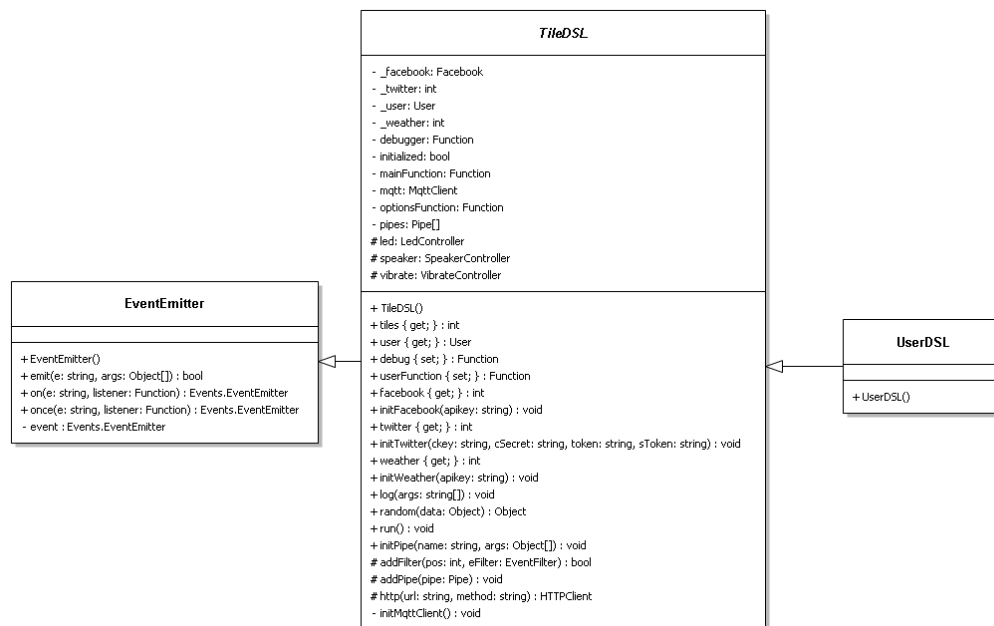 TileDSL
- _facebook: Facebook
- _twitter: int
- _user: User
- _weather: int
- debugger: Function
- initialized: bool
- mainFunction: Function
- mqtt: MqttClient
- optionsFunction: Function
- pipes: Pipe[]
# led: LedController
# speaker: SpeakerController
# vibrate: VibrateController
+ TileDSL()
+ tiles { get; } : int
+ user { get; } : User
+ debug { set; } : Function
+ userFunction { set; } : Function
+ facebook { get; } : int
+ initFacebook(apikey: string) : void
+ twitter { get; } : int
+ initTwitter(ckey: string, cSecret: string, token: string, sToken: string) : void
+ weather { get; } : int
+ initWeather(apikey: string) : void
+ log(args: string[]) : void
+ random(data: Object) : Object
+ run() : void
+ initPipe(name: string, args: Object[]) : void
# addFilter(pos: int, eFilter: EventFilter) : bool
# addPipe(pipe: Pipe) : void
# http(url: string, method: string) : HTTPClient
- initMqttClient() : void
EventEmitter
+ EventEmitter()
+ emit(e: string, args: Object[]) : bool
+ on(e: string, listener: Function) : Events.EventEmitter
+ once(e: string, listener: Function) : Events.EventEmitter
- event : Events.EventEmitter
UserDSL
+ UserDSL()